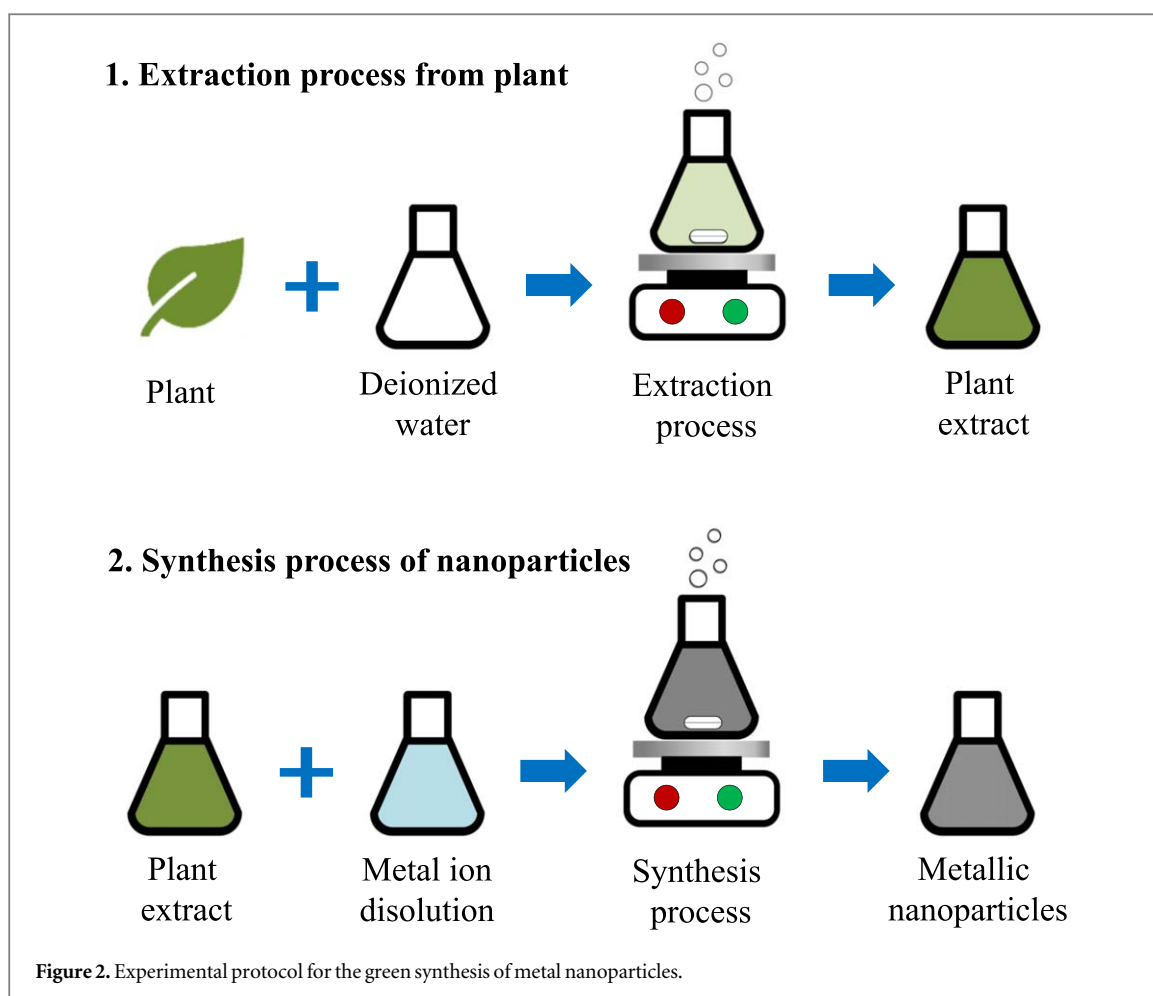 1. Extraction process from plant
Plant
Deionized
water
Extraction
process
Plant
extract
2. Synthesis process of nanoparticles
Plant
extract
Metal ion
disolution
Synthesis
process
Metallic
nanoparticles
Figure 2. Experimental protocol for the green synthesis of metal nanoparticles.